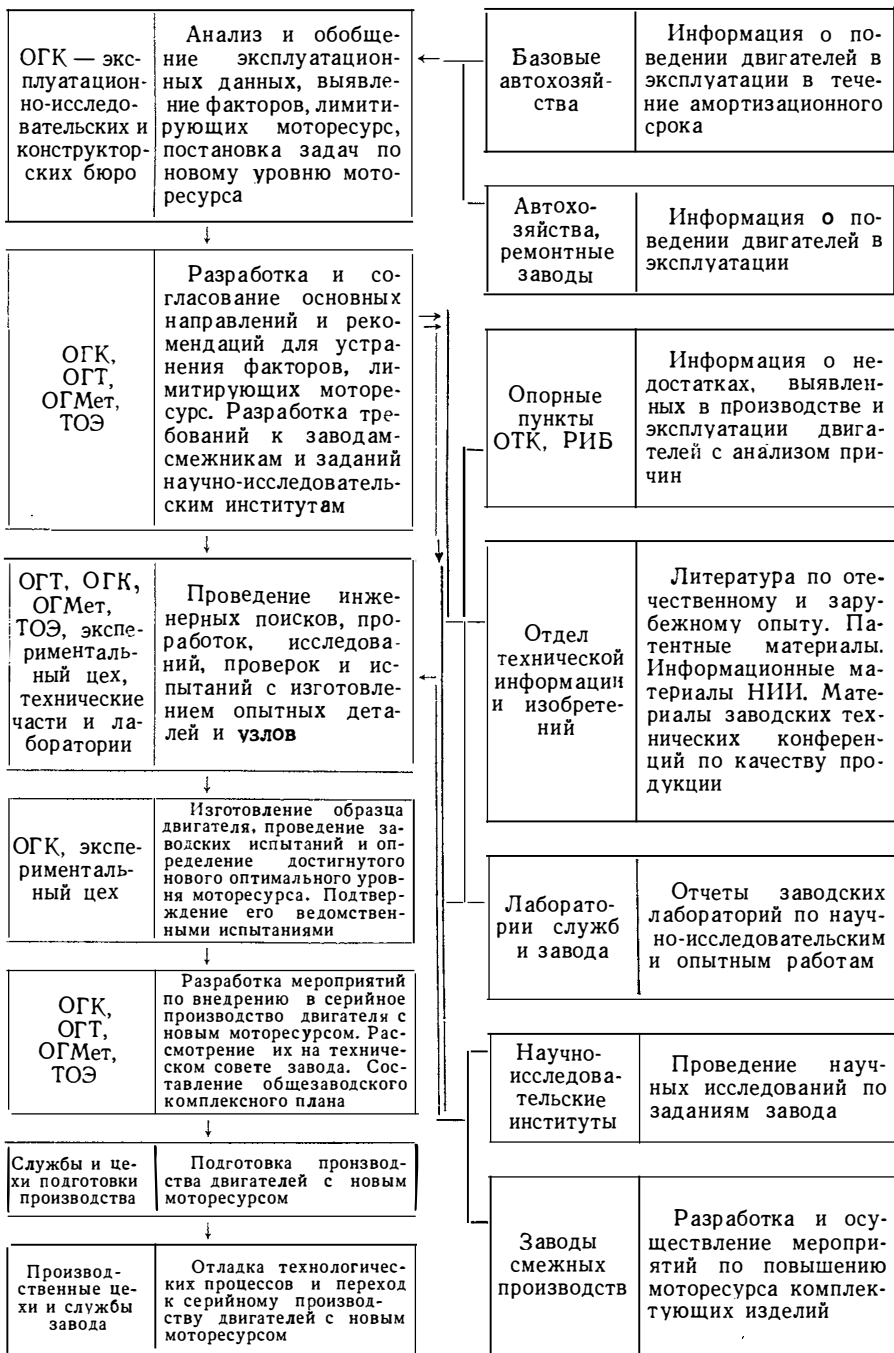 ОГК — экс-
плуатацион-
но-исследо-
вательских и
конструктор-
ских бюро
Анализ и обобще-
ние эксплуатацион-
ных данных, выявле-
ние факторов, лимити-
рующих моторесурс,
постановка задач по
новому уровню мото-
ресурса
ОГК,
ОГТ,
ОГМет,
ТОЭ
Разработка и со-
гласование основных
направлений и реко-
мендаций для устра-
нения факторов, ли-
митирующих моторе-
сурс. Разработка тре-
бований к заводам-
смежникам и заданий
научно-исследователь-
ским институтам
ОГТ, ОГК,
ОГМет,
ТОЭ, экспе-
рименталь-
ный цех,
технические
части и ла-
боратории
Проведение инже-
нерных поисков, про-
работок, исследова-
ний, проверок и ис-
пытаний с изготовле-
нием опытных дета-
лей и узлов
ОГК, экспе-
рименталь-
ный цех
Изготовление образца
двигателя, проведение за-
водских испытаний и оп-
ределение достигнутого
нового оптимального уров-
ня моторесурса. Подтвер-
ждение его ведомствен-
ными испытаниями
ОГК,
ОГТ,
ОГМет,
ТОЭ
Разработка мероприятий
по внедрению в серийное
производство двигателя с
новым моторесурсом. Рас-
смотрение их на техниче-
ском совете завода. Сос-
тавление общезаводского
комплексного плана
Службы и це-
хи подготовки
производства
Подготовка производ-
ства двигателей с новым
моторесурсом
Производ-
ственные це-
хи и службы
завода
Отладка технологичес-
ких процессов и переход
к серийному производ-
ству двигателей с новым
моторесурсом
Базовые
автохозяй-
ства
Информация о по-
ведении двигателей в
эксплуатации в тече-
ние амортизационного
срока
Автохо-
зяйства,
ремонтные
заводы
Информация о по-
ведении двигателей в
эксплуатации
Опорные
пункты
ОТК, РИБ
Информация о не-
достатках, выявлен-
ных в производстве и
эксплуатации двига-
телей с анализом при-
чин
Отдел
технической
информации
и изобрете-
ний
Литература по оте-
чественному и зару-
бежному опыту. Па-
тентные материалы.
Информационные ма-
териалы НИИ. Мате-
риалы заводских тех-
нических конферен-
ций по качеству про-
дукции
Лаборато-
рии служб
и завода
Отчеты заводских
лабораторий по науч-
но-исследовательским
и опытным работам
Научно-
исследова-
тельские
институты
Проведение науч-
ных исследований по
заданиям завода
Заводы
смежных
производств
Разработка и осу-
ществление меропри-
ятий по повышению
моторесурса комплек-
тующих изделий